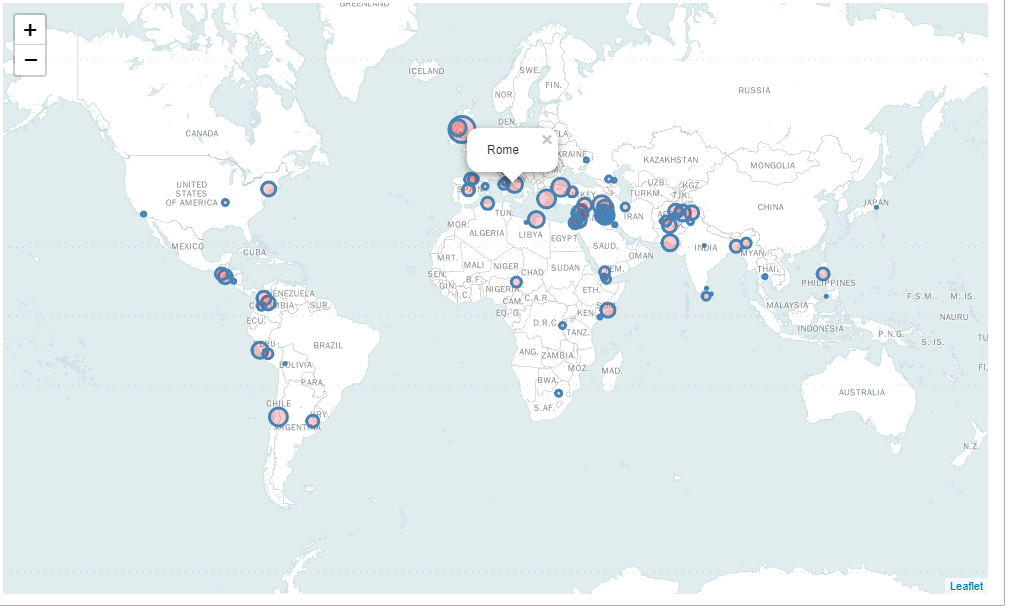 GREENLAND
+
−
ICELAND
SWE.
FIN.
RUSSIA
NOR.
CANADA
DEN.
Rome
×
KAZAKHSTAN
MONGOLIA
UNITED
STATES
OF AMERICA
UZB.
KGZ.
TURKM.
TJK.
CHINA
JAPAN
TUN.
IRAN
MOR.
ALGERIA
LIBYA
EGYPT
SAUD.
MEXICO
CUBA
OMAN
INDIA
MYAN.
MRT.
MALI
NIGER
CHAD
SUDAN
THAI.
SEN.
B.F.
GIN.
I.C.
NIGERIA
ETH.
PHILIPPINES
VENEZUELA
SUR.
CAM.
C.A.R.
MALAYSIA
F.S.M.
M. IS.
EQ. G.
KEN.
NAURU
ECU.
D.R.C.
TANZ.
INDONESIA
P.N.G.
S. IS.
TU
BRAZIL
ANG.
ZAMBIA
BOLIVIA
MOZ.
MAD.
FI.
PARA.
BWA.
AUSTRALIA
CHILE
S.AF.
ARGENTINA
N.Z.
Leaflet